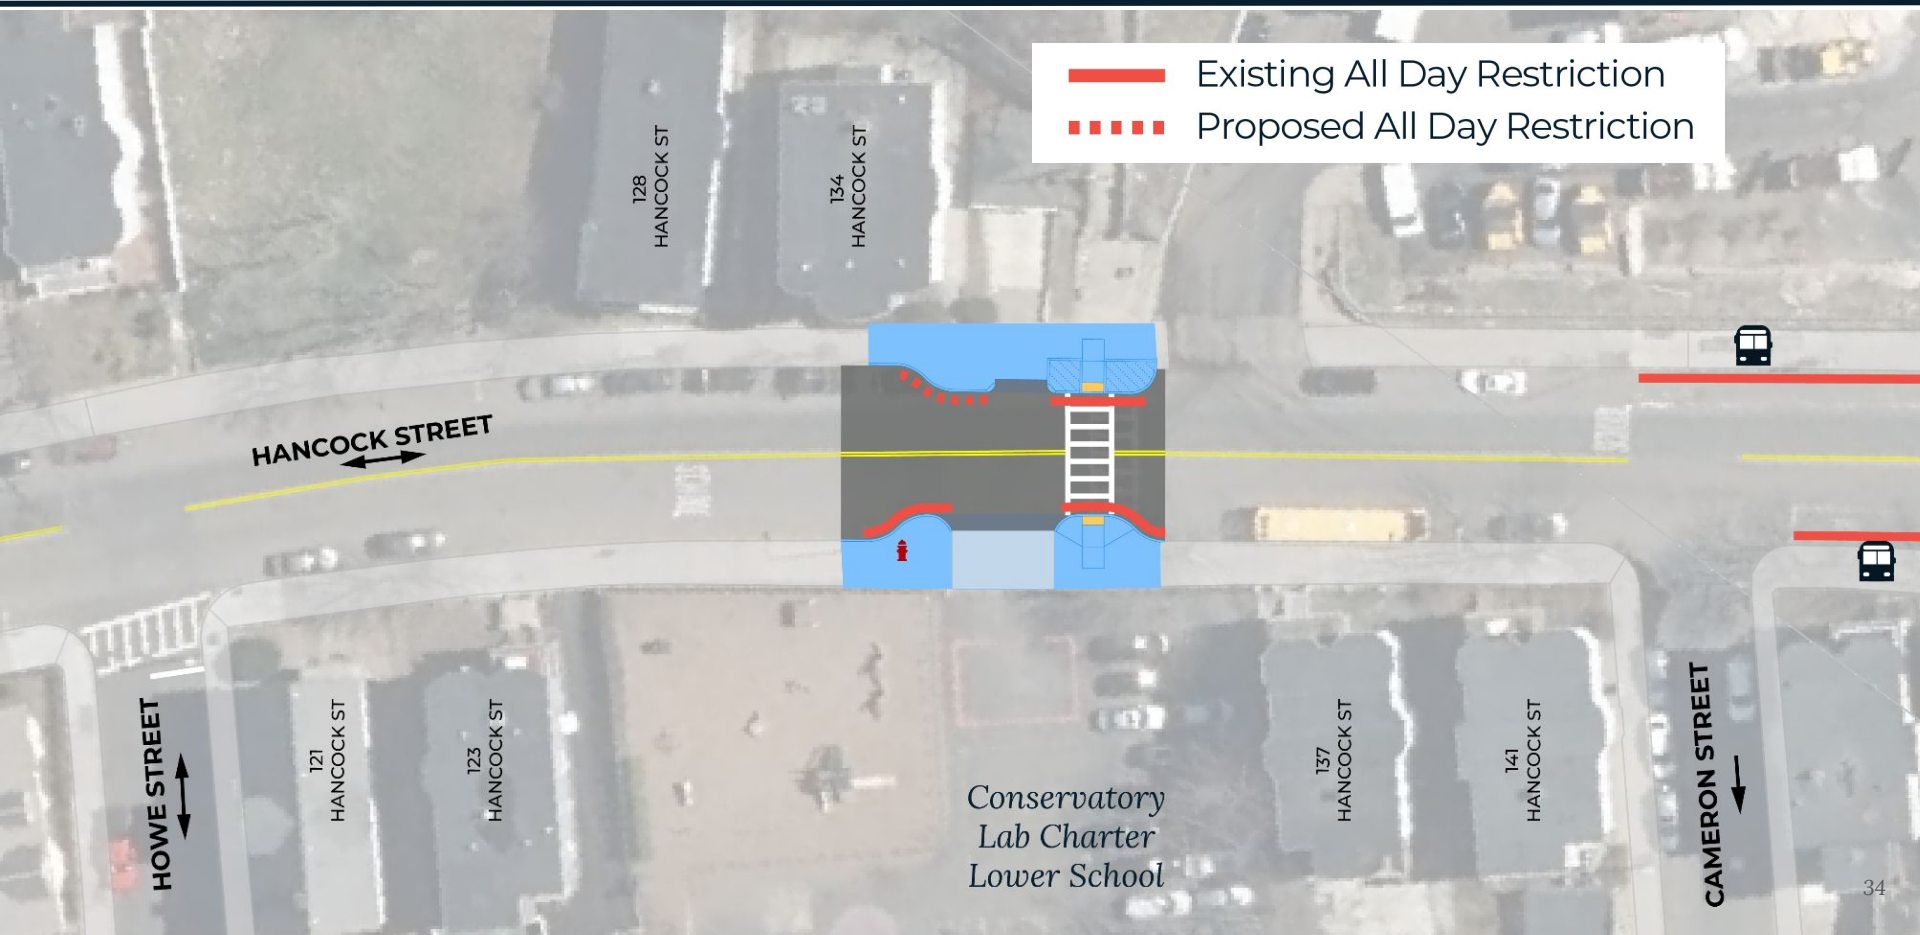 Existing All Day Restriction
Proposed All Day Restriction
128
HANCOCK ST
134
HANCOCK ST
HANCOCK STREET
HOWE STREET
121
HANCOCK ST
123
HANCOCK ST
Conservatory
Lab Charter
Lower School
137
HANCOCK ST
141
HANCOCK ST
CAMERON STREET
34